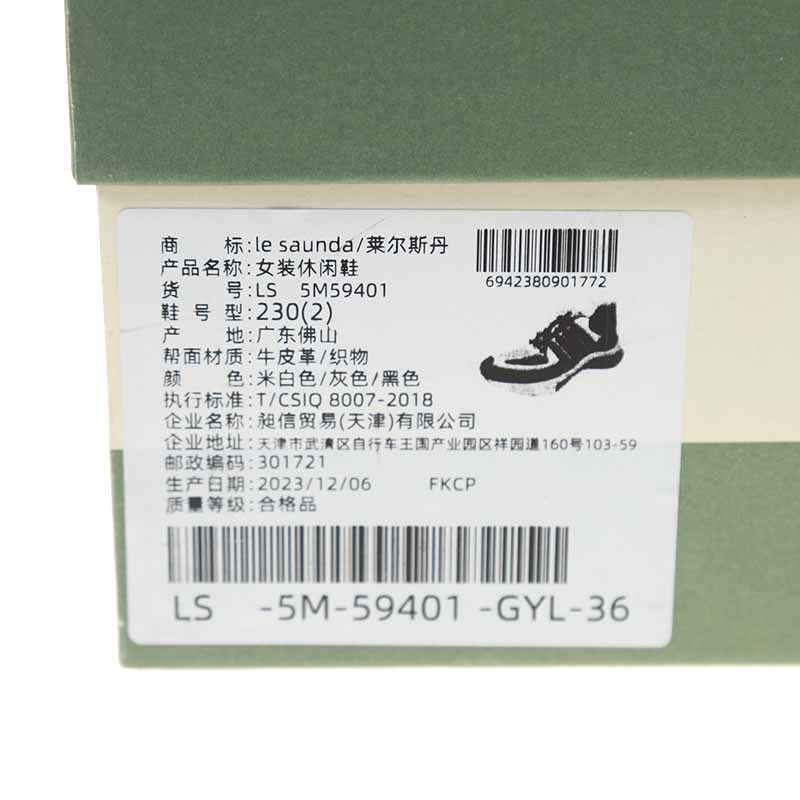 商 标:le saunda/莱尔斯丹
产品名称:女装休闲鞋
6942380901772
货 号:LS 5M59401
鞋 号 型:230(2)
产 地:广东佛山
帮面材质:牛皮革/织物
颜 色:米白色/灰色/黑色
执行标准:T/CSIQ 8007-2018
企业名称:昶信贸易(天津)有限公司
企业地址:天津市武清区自行车王国产业园区祥园道160号103-59
邮政编码:301721
生产日期:2023/12/06 FKCP
质量等级:合格品
LS -5M-59401 -GYL-36